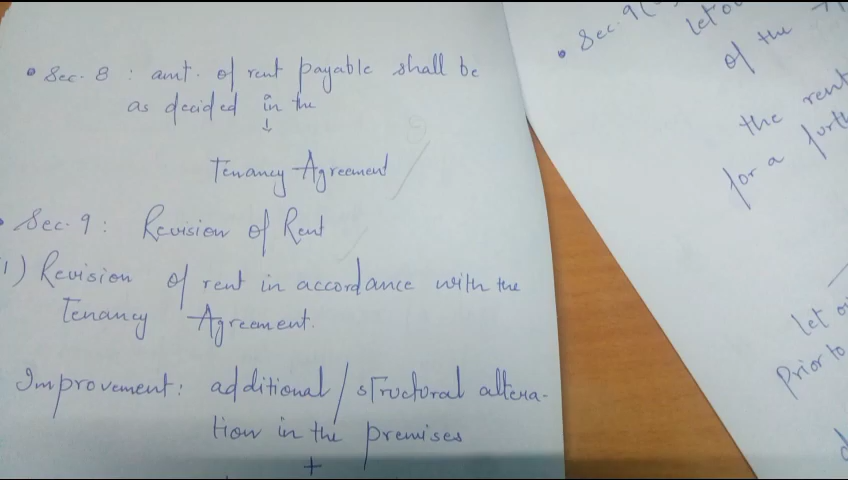 • Sec. 8 : amt. of rent payable shall be
as decided in the
↓
Tenancy Agreement
• Sec. 9 : Revision of Rent
1) Revision of rent in accordance with the
Tenancy Agreement.
Improvement: additional / structural altera-
tion in the premises
+
• Sec. 9(
let ou
of the
the rent
for a furth
let ou
Prior to